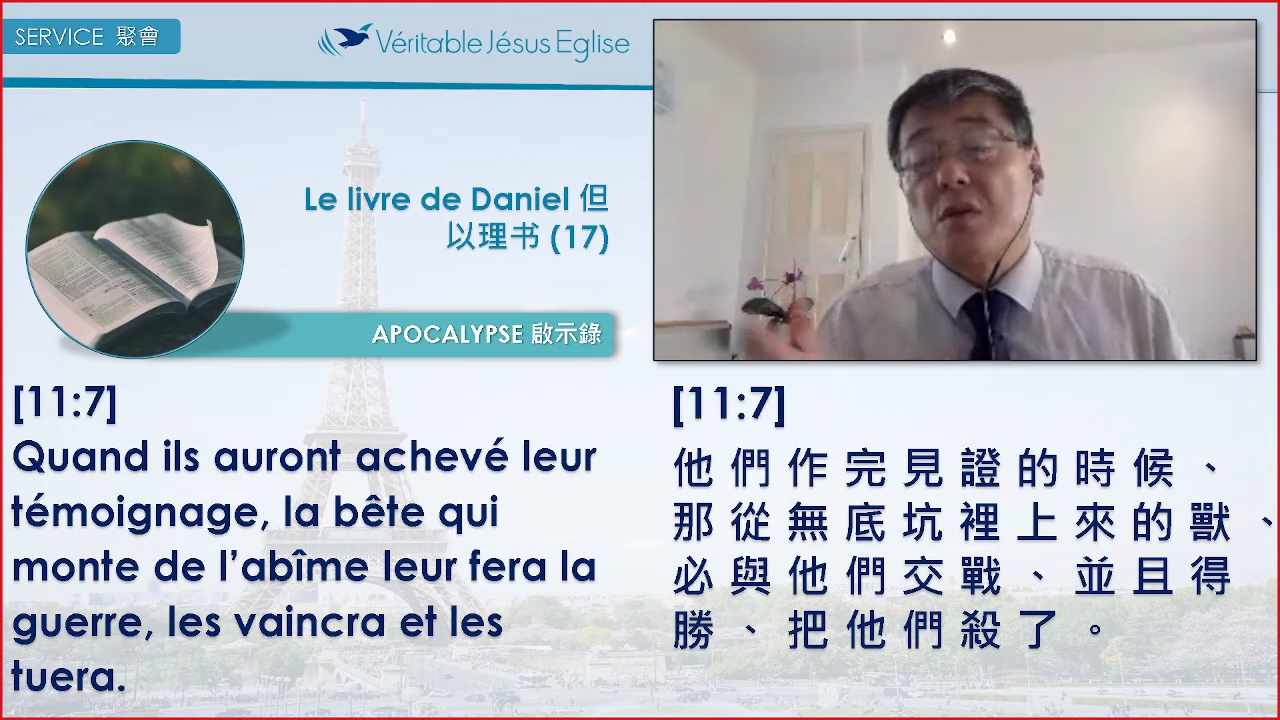 SERVICE 聚會
Véritable Jésus Eglise
Le livre de Daniel 但
以理书 (17)
APOCALYPSE 啟示錄
[11:7]
Quand ils auront achevé leur
témoignage, la bête qui
monte de l’abîme leur fera la
guerre, les vaincra et les
tuera.
[11:7]
他們作完見證的時候、
那從無底坑裡上來的獸、
必與他們交戰、並且得
勝、把他們殺了。